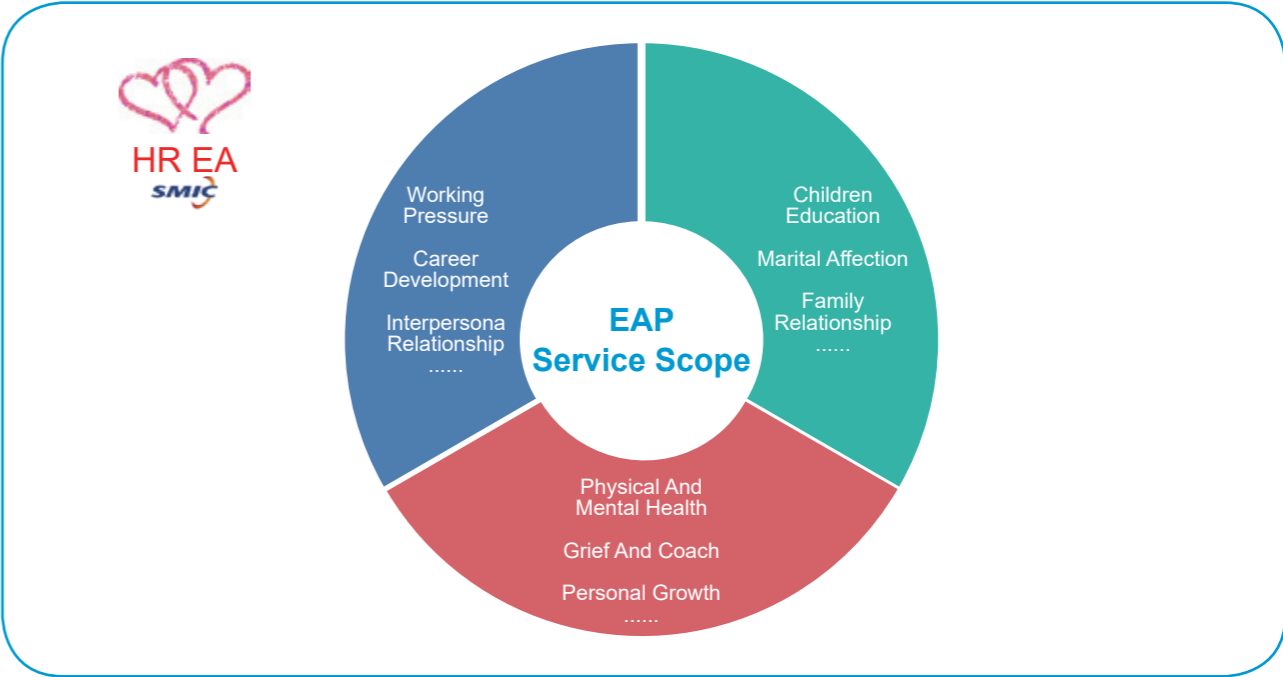 HR EA
SMIC
Working
Pressure
Career
Development
Interpersona
Relationship
......
Children
Education
Marital Affection
Family
Relationship
......
EAP
Service Scope
Physical And
Mental Health
Grief And Coach
Personal Growth
......